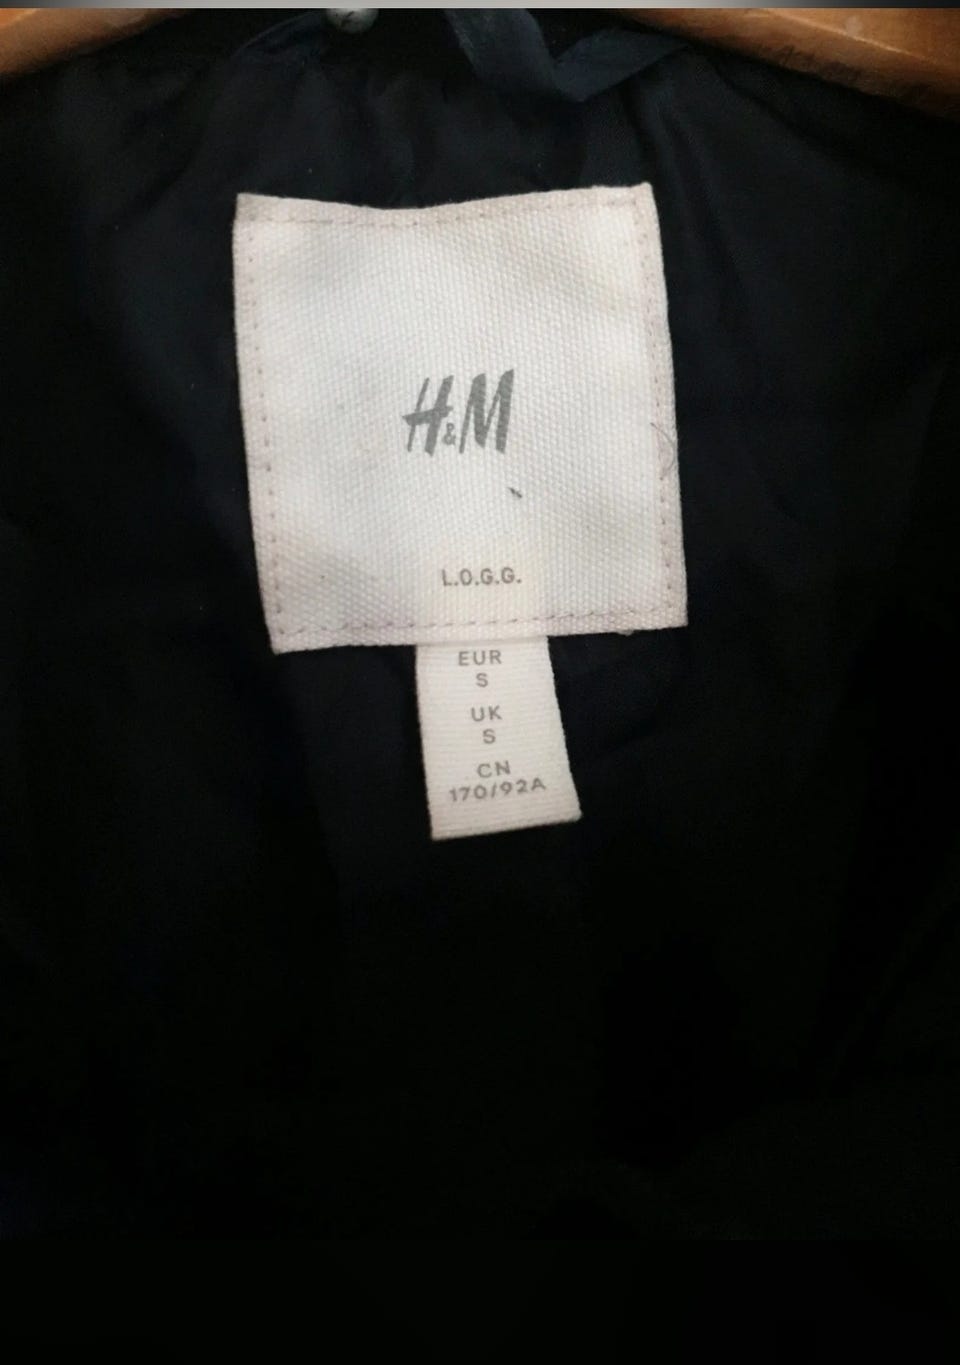 H&M
L.O.G.G.
EUR
S
UK
S
CN
170/92A